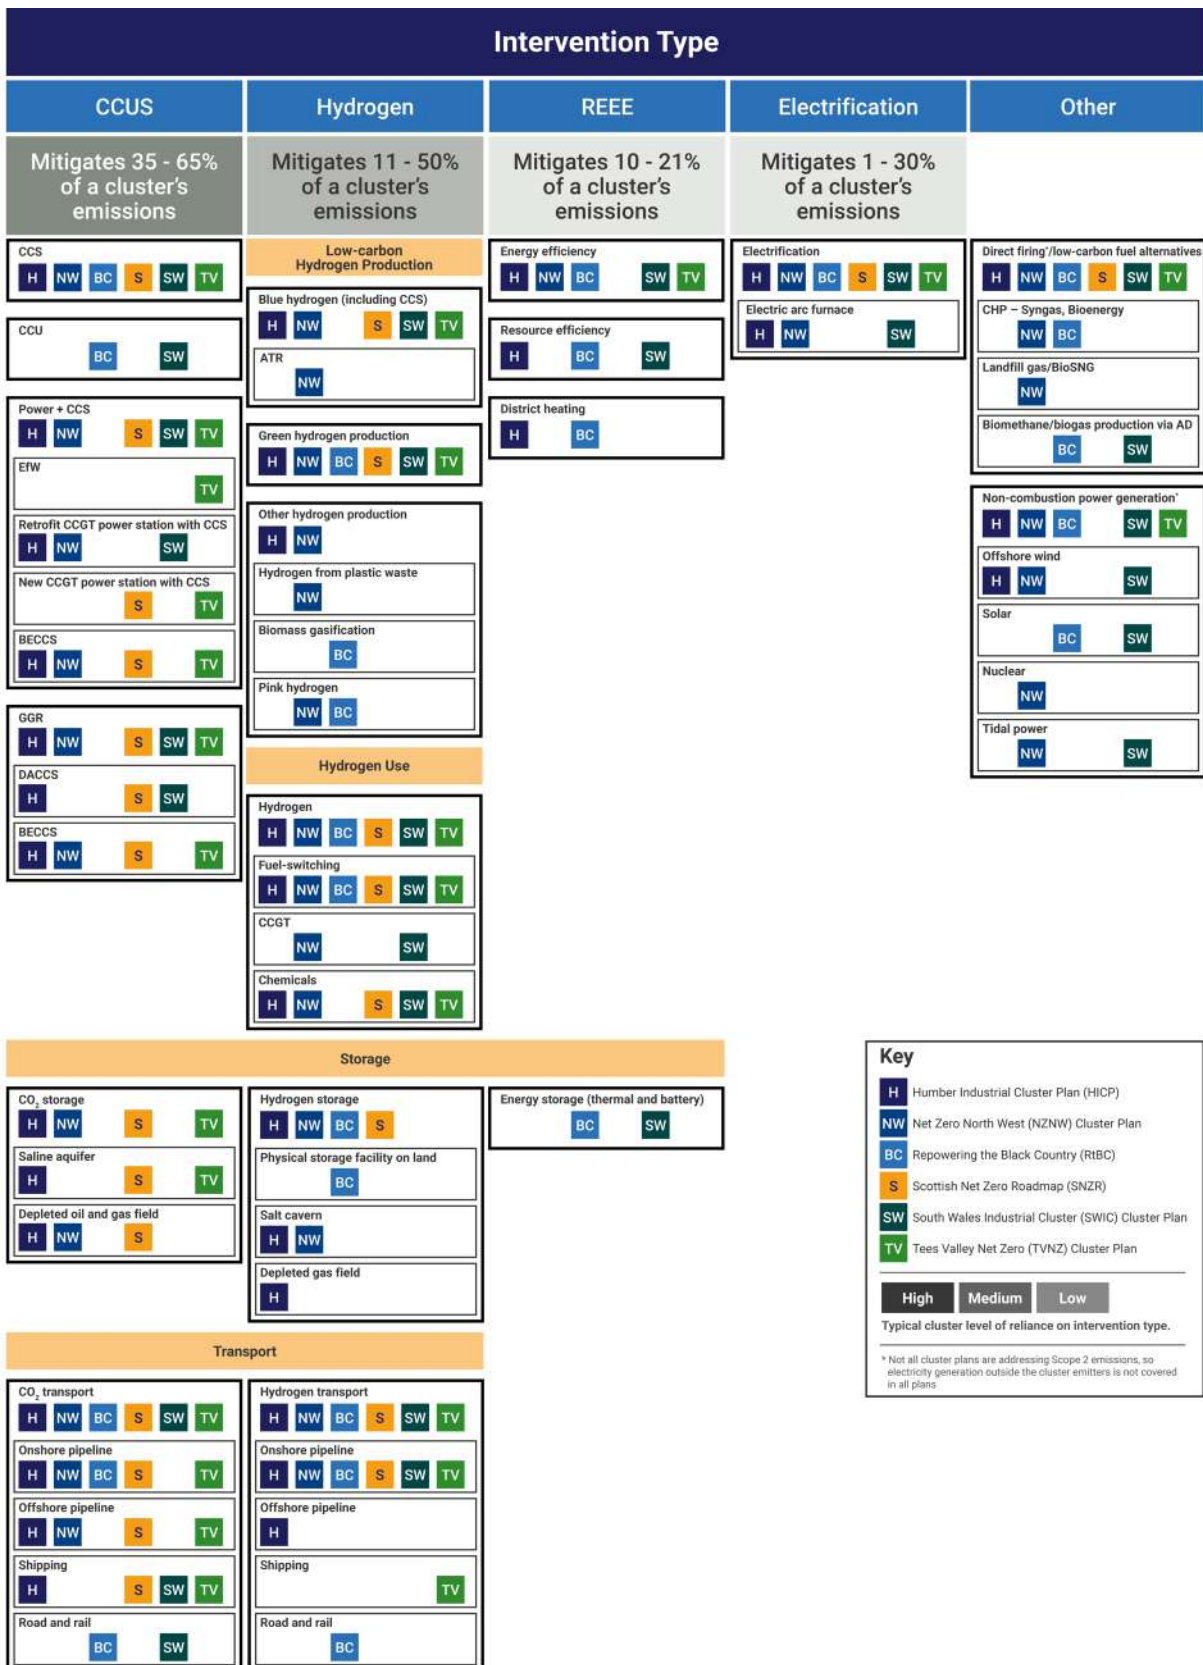 Intervention Type
CCUS
Hydrogen
REEE
Electrification
Other
Mitigates 35 - 65%
of a cluster's
emissions
Mitigates 11 - 50%
of a cluster's
emissions
Mitigates 10 - 21%
of a cluster's
emissions
Mitigates 1 - 30%
of a cluster's
emissions
CCS
H NW BC S SW TV
CCU
BC SW
Power + CCS
H NW S SW TV
EfW
TV
Retrofit CCGT power station with CCS
H NW SW
New CCGT power station with CCS
S TV
BECCS
H NW S TV
GGR
H NW S SW TV
DACCS
H S SW
BECCS
H NW S TV
Low-carbon
Hydrogen Production
Blue hydrogen (including CCS)
H NW S SW TV
ATR
NW
Green hydrogen production
H NW BC S SW TV
Other hydrogen production
H NW
Hydrogen from plastic waste
NW
Biomass gasification
BC
Pink hydrogen
NW BC
Hydrogen Use
Hydrogen
H NW BC S SW TV
Fuel-switching
H NW BC S SW TV
CCGT
NW SW
Chemicals
H NW S SW TV
Energy efficiency
H NW BC SW TV
Resource efficiency
H BC SW
District heating
H BC
Electrification
H NW BC S SW TV
Electric arc furnace
H NW SW
Direct firing*/low-carbon fuel alternatives
H NW BC S SW TV
CHP – Syngas, Bioenergy
NW BC
Landfill gas/BioSNG
NW
Biomethane/biogas production via AD
BC SW
Non-combustion power generation*
H NW BC SW TV
Offshore wind
H NW SW
Solar
BC SW
Nuclear
NW
Tidal power
NW SW
Storage
CO₂ storage
H NW S TV
Saline aquifer
H S TV
Depleted oil and gas field
H NW S
Hydrogen storage
H NW BC S
Physical storage facility on land
BC
Salt cavern
H NW
Depleted gas field
H
Energy storage (thermal and battery)
BC SW
Transport
CO₂ transport
H NW BC S SW TV
Onshore pipeline
H NW BC S TV
Offshore pipeline
H NW S TV
Shipping
H S SW TV
Road and rail
BC SW
Hydrogen transport
H NW BC S SW TV
Onshore pipeline
H NW BC S SW TV
Offshore pipeline
H
Shipping
TV
Road and rail
BC
Key
H Humber Industrial Cluster Plan (HICP)
NW Net Zero North West (NZNW) Cluster Plan
BC Repowering the Black Country (RtBC)
S Scottish Net Zero Roadmap (SNZR)
SW South Wales Industrial Cluster (SWIC) Cluster Plan
TV Tees Valley Net Zero (TVNZ) Cluster Plan
High Medium Low
Typical cluster level of reliance on intervention type.
* Not all cluster plans are addressing Scope 2 emissions, so
electricity generation outside the cluster emitters is not covered
in all plans